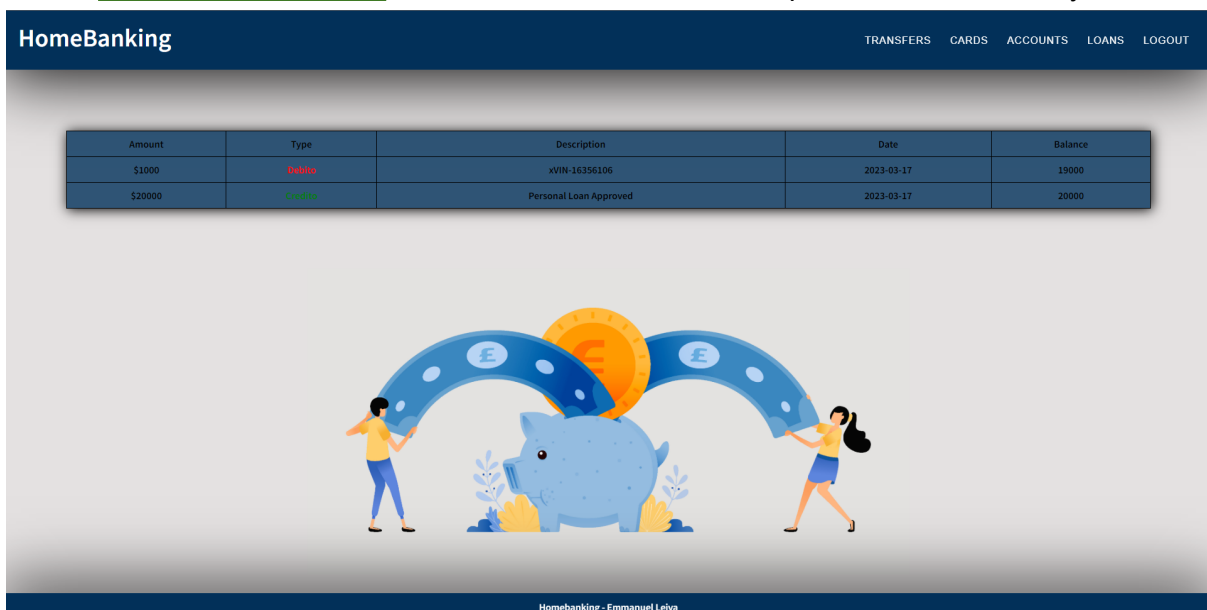 HomeBanking
TRANSFERS CARDS ACCOUNTS LOANS LOGOUT
Amount Type Description Date Balance
$1000 Debito xVIN-16356106 2023-03-17 19000
$20000 Credito Personal Loan Approved 2023-03-17 20000
£ £
Homebanking - Emmanuel Leiva